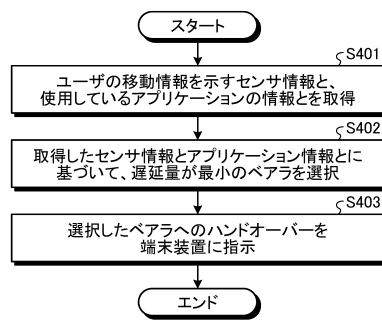 スタート
S401
ユーザの移動情報を示すセンサ情報と、
使用しているアプリケーションの情報とを取得
S402
取得したセンサ情報とアプリケーション情報とに
基づいて、遅延量が最小のベアラを選択
S403
選択したベアラへのハンドオーバーを
端末装置に指示
エンド